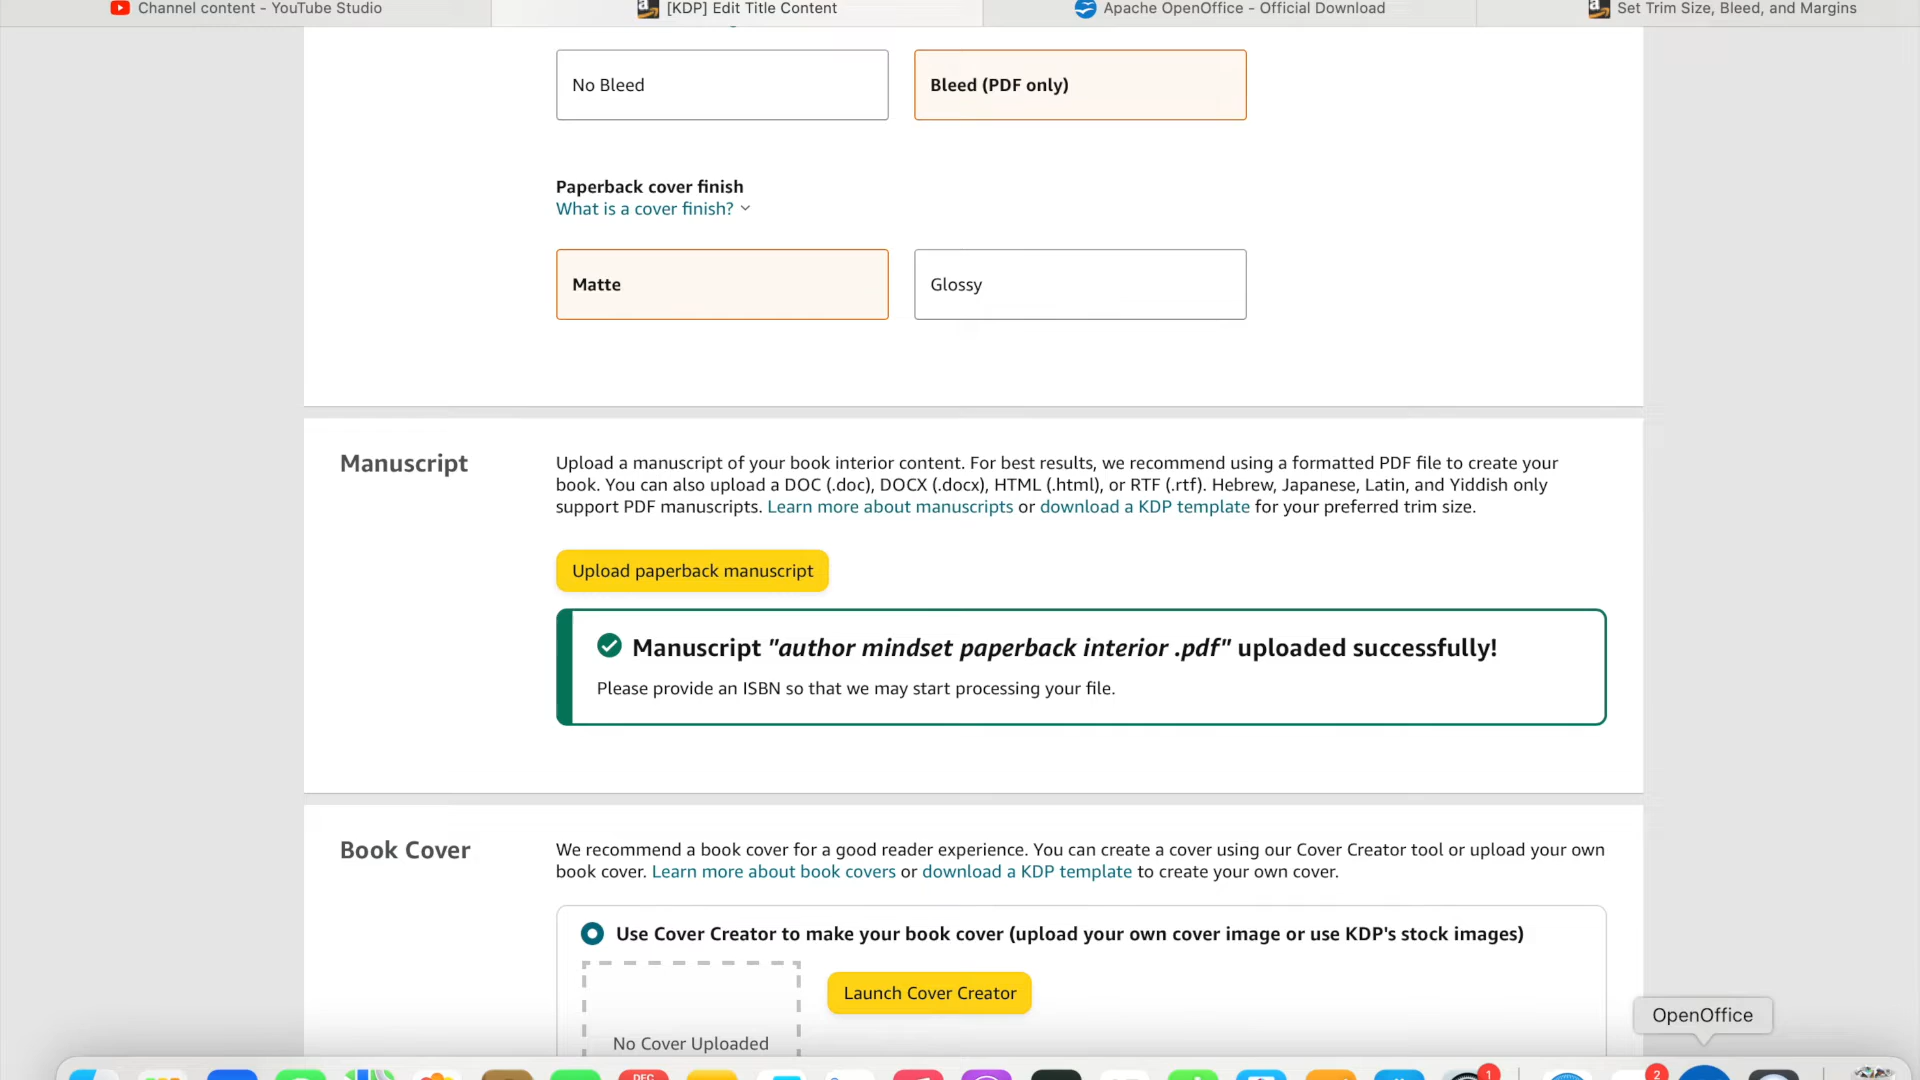 Channel content - YouTube Studio
[KDP] Edit Title Content
Apache OpenOffice - Official Download
Set Trim Size, Bleed, and Margins
No Bleed
Bleed (PDF only)
Paperback cover finish
What is a cover finish?
Matte
Glossy
Manuscript
Upload a manuscript of your book interior content. For best results, we recommend using a formatted PDF file to create your
book. You can also upload a DOC (.doc), DOCX (.docx), HTML (.html), or RTF (.rtf). Hebrew, Japanese, Latin, and Yiddish only
support PDF manuscripts. Learn more about manuscripts or download a KDP template for your preferred trim size.
Upload paperback manuscript
Manuscript "author mindset paperback interior .pdf" uploaded successfully!
Please provide an ISBN so that we may start processing your file.
Book Cover
We recommend a book cover for a good reader experience. You can create a cover using our Cover Creator tool or upload your own
book cover. Learn more about book covers or download a KDP template to create your own cover.
Use Cover Creator to make your book cover (upload your own cover image or use KDP's stock images)
Launch Cover Creator
No Cover Uploaded
OpenOffice
DEC
1
2